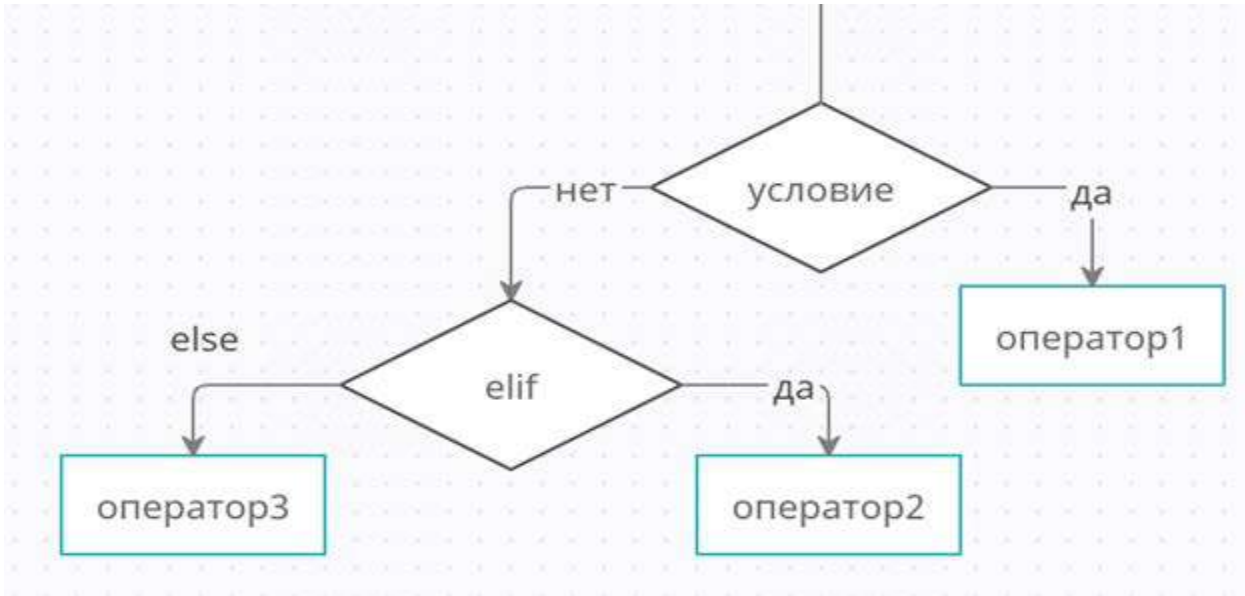 нет
условие
да
оператор1
else
elif
да
оператор3
оператор2